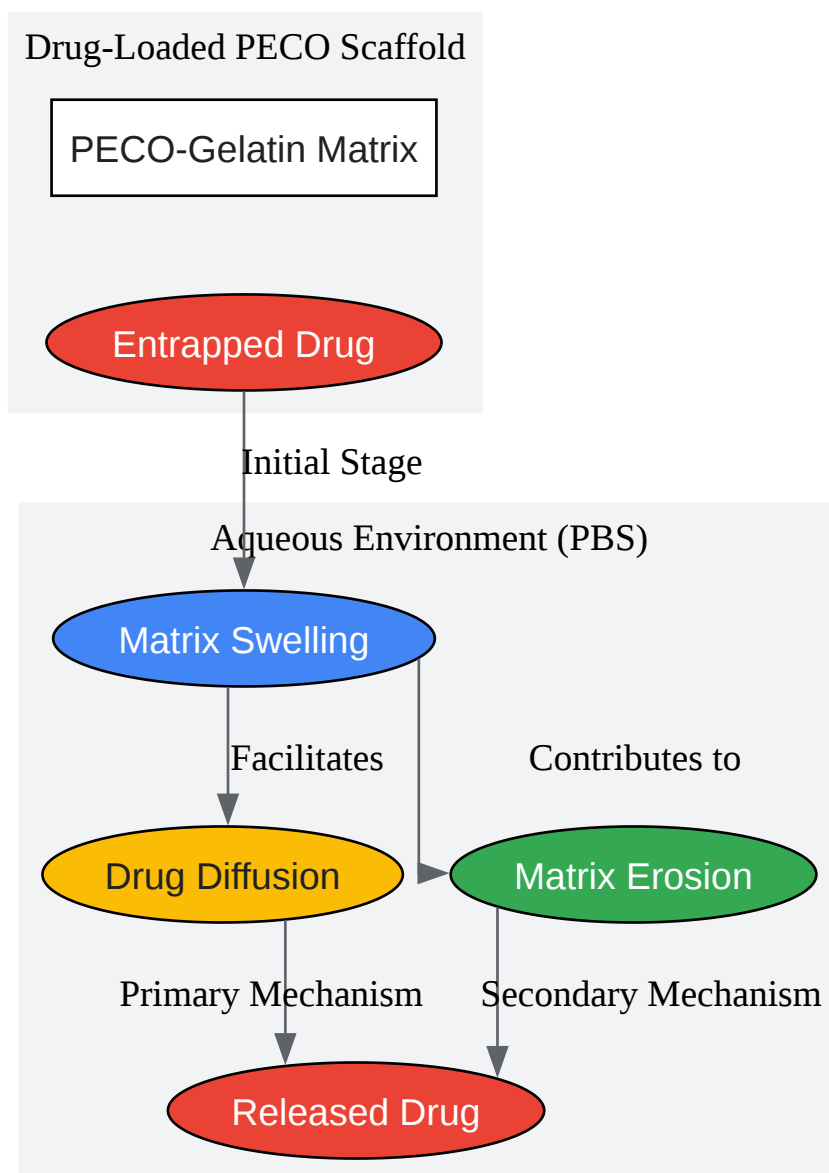 Drug-Loaded PECO Scaffold
PECO-Gelatin Matrix
Entrapped Drug
Initial Stage
Aqueous Environment (PBS)
Matrix Swelling
Facilitates
Contributes to
Drug Diffusion
Matrix Erosion
Primary Mechanism
Secondary Mechanism
Released Drug